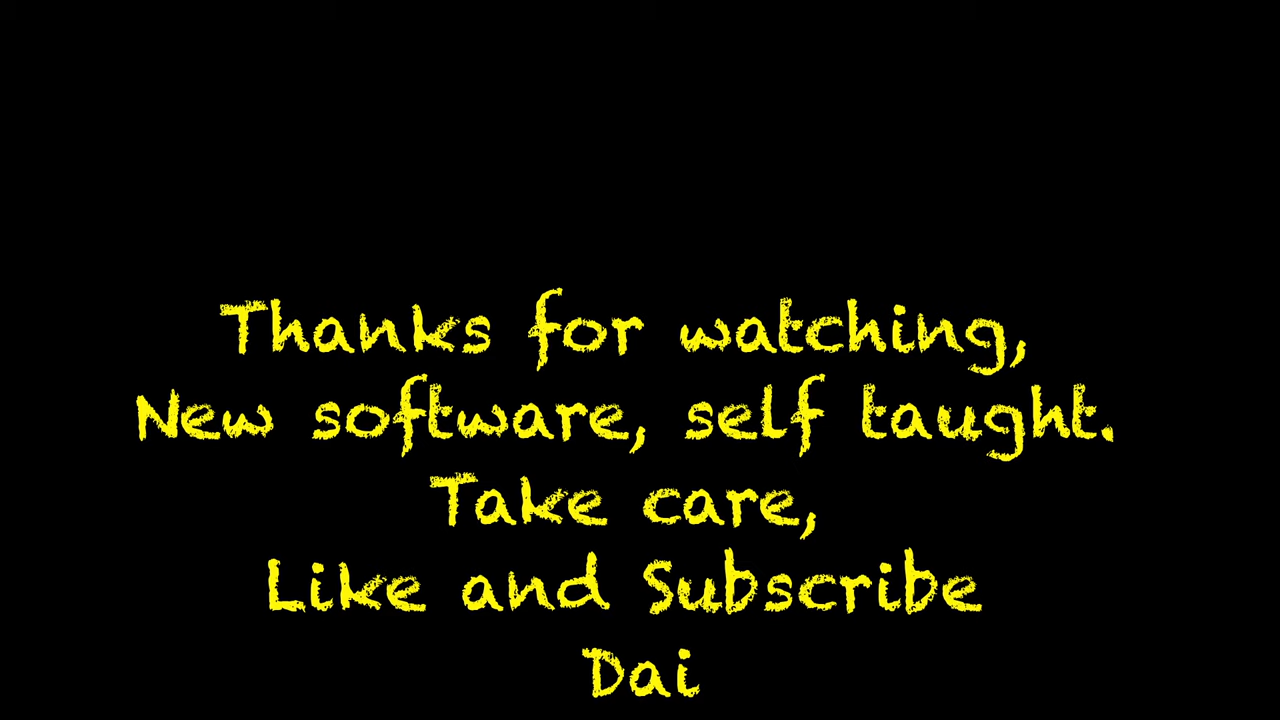 Thanks for watching,
New software, self taught.
Take care,
Like and Subscribe
Dai